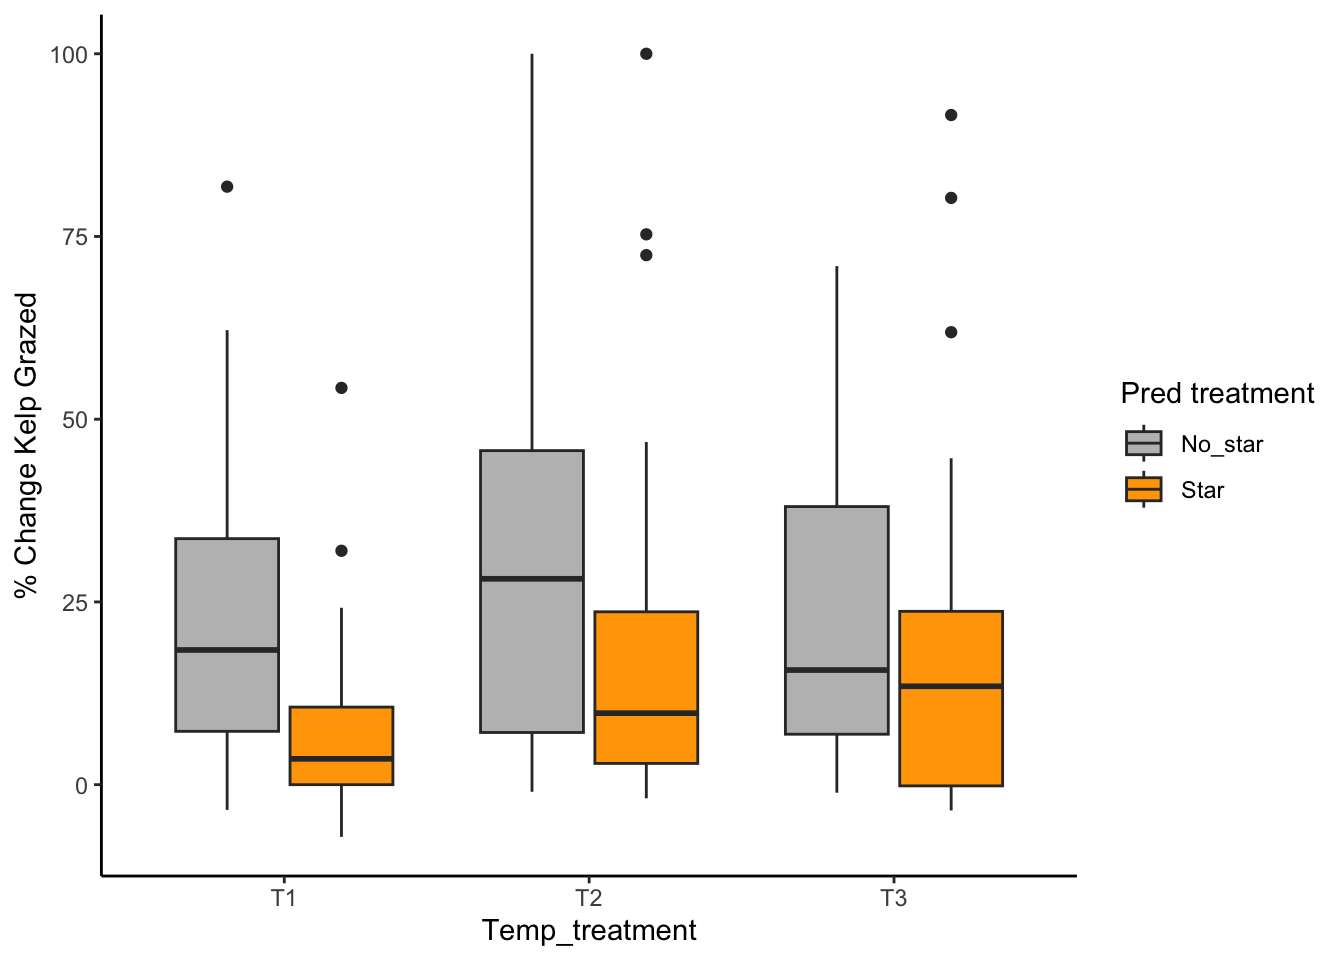 % Change Kelp Grazed
100
75
50
25
0
T1
T2
T3
Temp_treatment
Pred treatment
No_star
Star